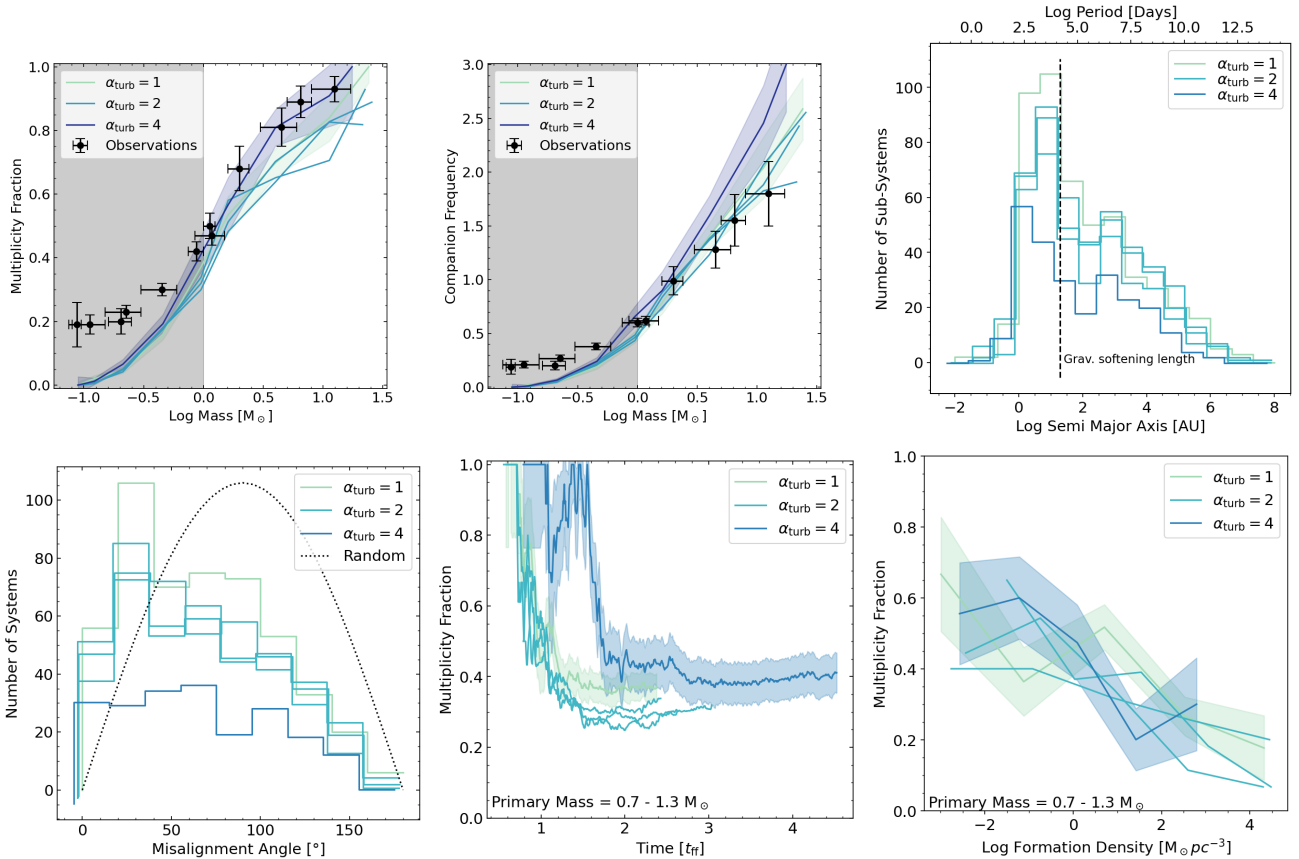 Log Period [Days]
0.0 2.5 5.0 7.5 10.0 12.5
1.0
0.8
0.6
0.4
0.2
0.0
Multiplicity Fraction
α_turb = 1
α_turb = 2
α_turb = 4
Observations
−1.0 −0.5 0.0 0.5 1.0 1.5
Log Mass [M⊙]
3.0
2.5
2.0
1.5
1.0
0.5
0.0
Companion Frequency
α_turb = 1
α_turb = 2
α_turb = 4
Observations
−1.0 −0.5 0.0 0.5 1.0 1.5
Log Mass [M⊙]
100
80
60
40
20
0
Number of Sub-Systems
α_turb = 1
α_turb = 2
α_turb = 4
Grav. softening length
−2 0 2 4 6 8
Log Semi Major Axis [AU]
100
80
60
40
20
0
Number of Systems
α_turb = 1
α_turb = 2
α_turb = 4
Random
0 50 100 150
Misalignment Angle [°]
1.0
0.8
0.6
0.4
0.2
0.0
Multiplicity Fraction
α_turb = 1
α_turb = 2
α_turb = 4
Primary Mass = 0.7 - 1.3 M⊙
1 2 3 4
Time [t_ff]
1.0
0.8
0.6
0.4
0.2
0.0
Multiplicity Fraction
α_turb = 1
α_turb = 2
α_turb = 4
Primary Mass = 0.7 - 1.3 M⊙
−2 0 2 4
Log Formation Density [M⊙ pc⁻³]